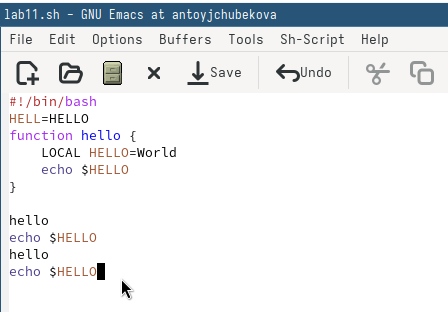 lab11.sh - GNU Emacs at antoyjchubekova
File Edit Options Buffers Tools Sh-Script Help
Save Undo
#!/bin/bash
HELL=HELLO
function hello {
    LOCAL HELLO=World
    echo $HELLO
}
hello
echo $HELLO
hello
echo $HELLO